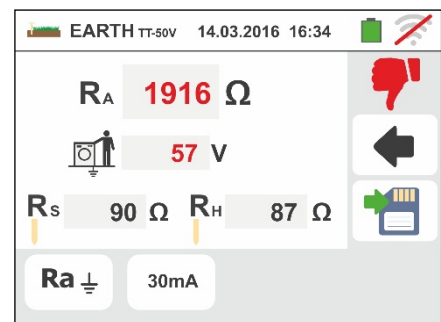 EARTH TT-50V 14.03.2016 16:34
RA 1916 Ω
57 V
RS 90 Ω RH 87 Ω
Ra 30mA